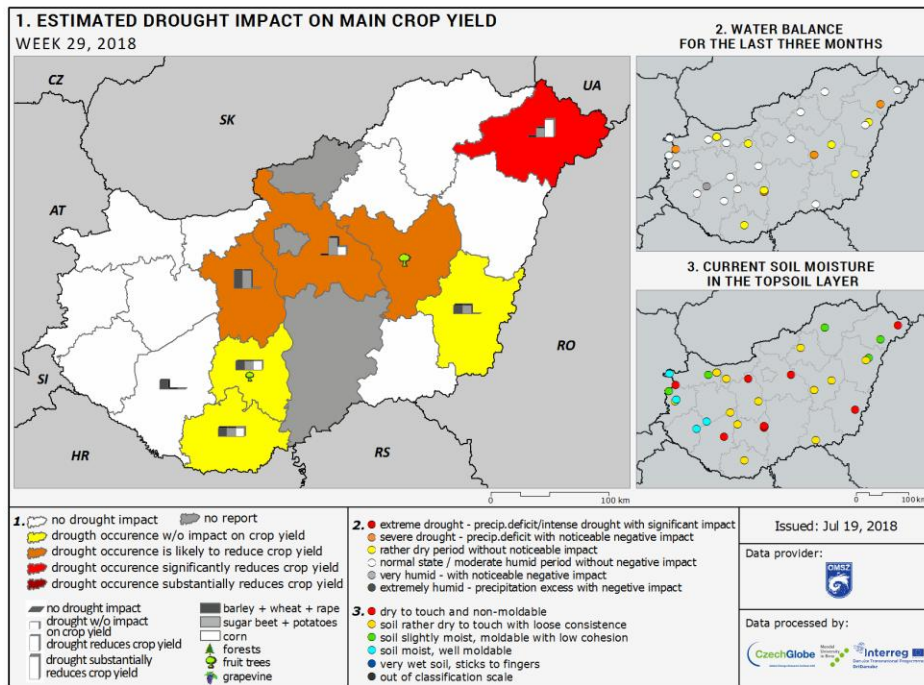 1. ESTIMATED DROUGHT IMPACT ON MAIN CROP YIELD
WEEK 29, 2018
CZ
SK
UA
AT
SI
HR
RS
RO
100 km
2. WATER BALANCE
FOR THE LAST THREE MONTHS
3. CURRENT SOIL MOISTURE
IN THE TOPSOIL LAYER
100 km
1.
no drought impact
no report
drougth occurence w/o impact on crop yield
drought occurence is likely to reduce crop yield
drought occurence significantly reduces crop yield
drought occurence substantially reduces crop yield
no drought impact
drought w/o impact
on crop yield
drought reduces crop yield
drought substantially
reduces crop yield
barley + wheat + rape
sugar beet + potatoes
corn
forests
fruit trees
grapevine
2.
extreme drought - precip.deficit/intense drought with significant impact
severe drought - precip.deficit with noticeable negative impact
rather dry period without noticeable impact
normal state / moderate humid period without negative impact
very humid - with noticeable negative impact
extremely humid - precipitation excess with negetive impact
3.
dry to touch and non-moldable
soil rather dry to touch with loose consistence
soil slightly moist, moldable with low cohesion
soil moist, well moldable
very wet soil, sticks to fingers
out of classification scale
Issued: Jul 19, 2018
Data provider:
OMSZ
Data processed by:
CzechGlobe
Mendel
University
in Brno
Interreg
Danube Transnational Programme
DriDanube